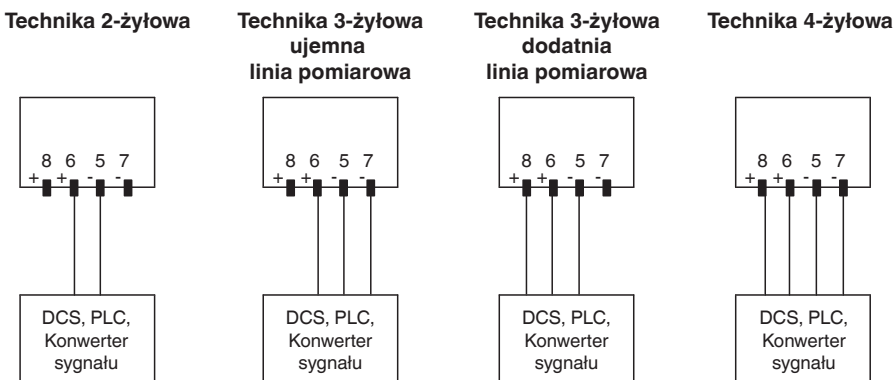 Technika 2-żyłowa
Technika 3-żyłowa
ujemna
linia pomiarowa
Technika 3-żyłowa
dodatnia
linia pomiarowa
Technika 4-żyłowa
8 6 5 7
+ + - -
8 6 5 7
+ + - -
8 6 5 7
+ + - -
8 6 5 7
+ + - -
DCS, PLC,
Konwerter
sygnału
DCS, PLC,
Konwerter
sygnału
DCS, PLC,
Konwerter
sygnału
DCS, PLC,
Konwerter
sygnału